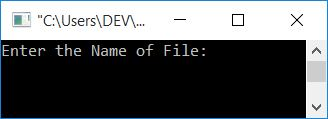 "C:\Users\DEV\...
Enter the Name of File: